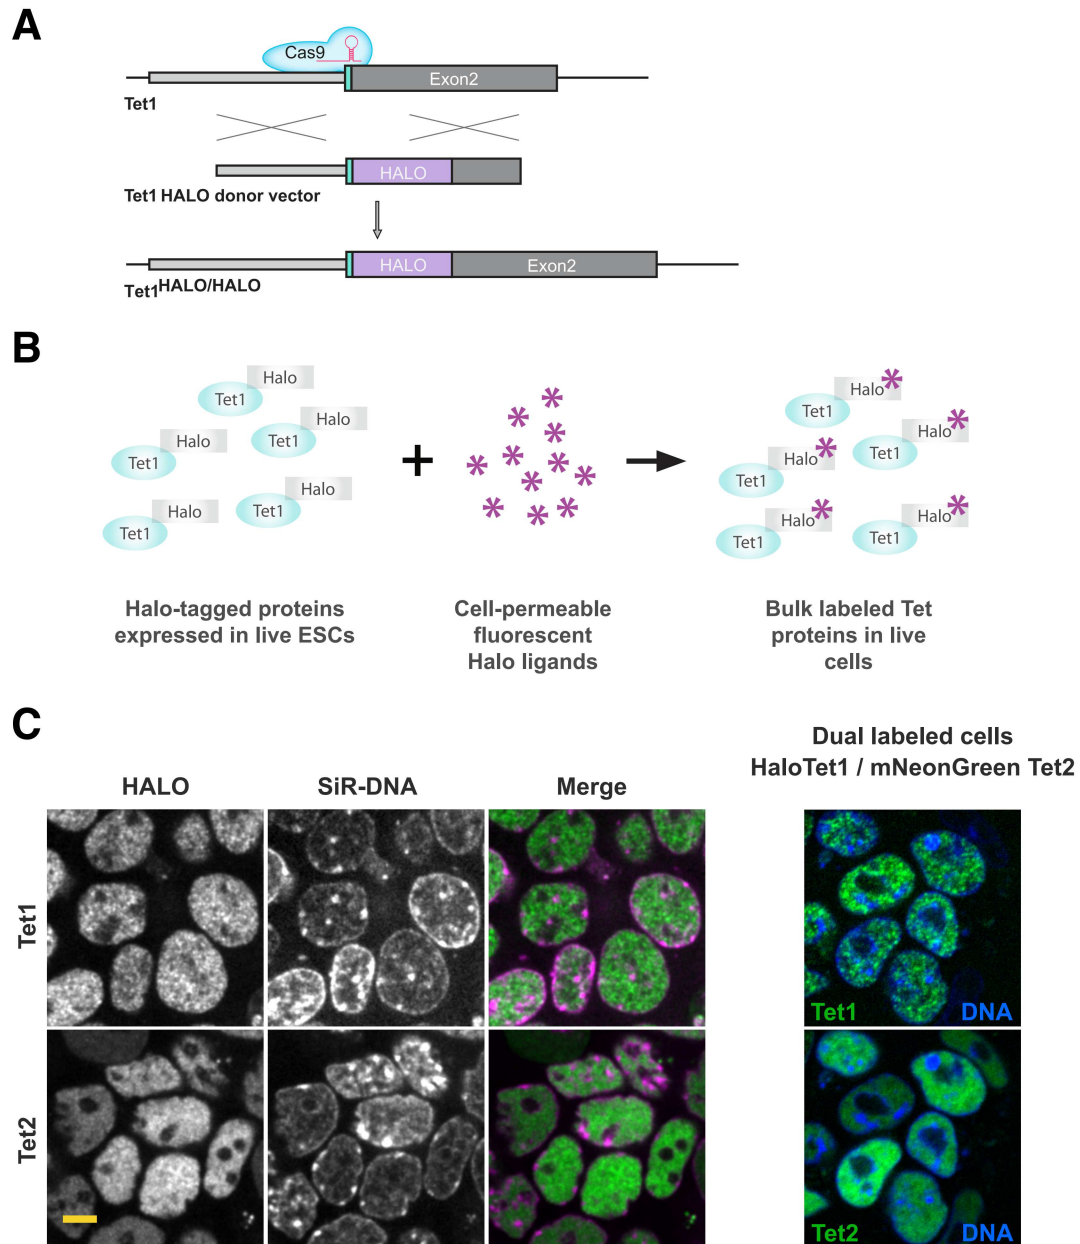 A
Cas9
Exon2
Tet1
HALO
Tet1 HALO donor vector
HALO
Exon2
Tet1HALO/HALO
B
Halo
Tet1
Halo
Tet1
Halo
Tet1
Halo
Tet1
Halo
Tet1
+
Halo
Tet1
Halo
Tet1
Halo
Tet1
Halo
Tet1
Halo
Tet1
Halo-tagged proteins
expressed in live ESCs
Cell-permeable
fluorescent
Halo ligands
Bulk labeled Tet
proteins in live
cells
C
HALO
SiR-DNA
Merge
Dual labeled cells
HaloTet1 / mNeonGreen Tet2
Tet1
Tet1
DNA
Tet2
Tet2
DNA